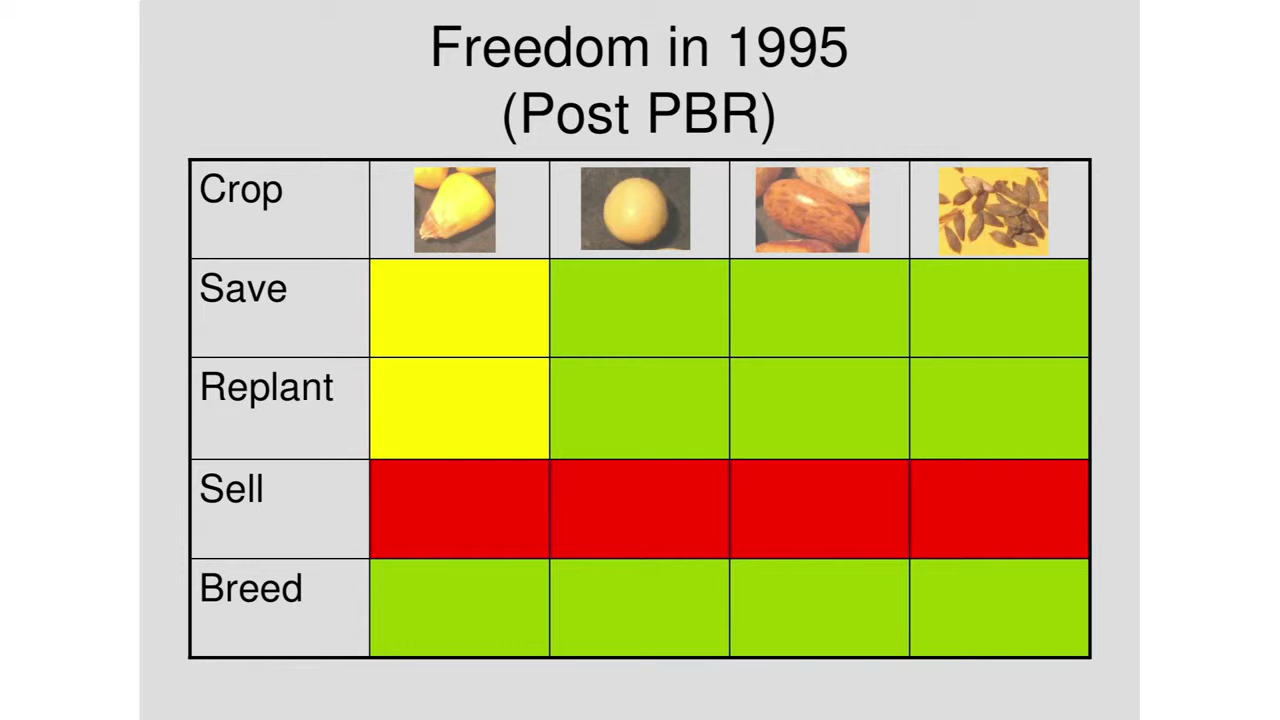 Freedom in 1995
(Post PBR)
Crop
Save
Replant
Sell
Breed